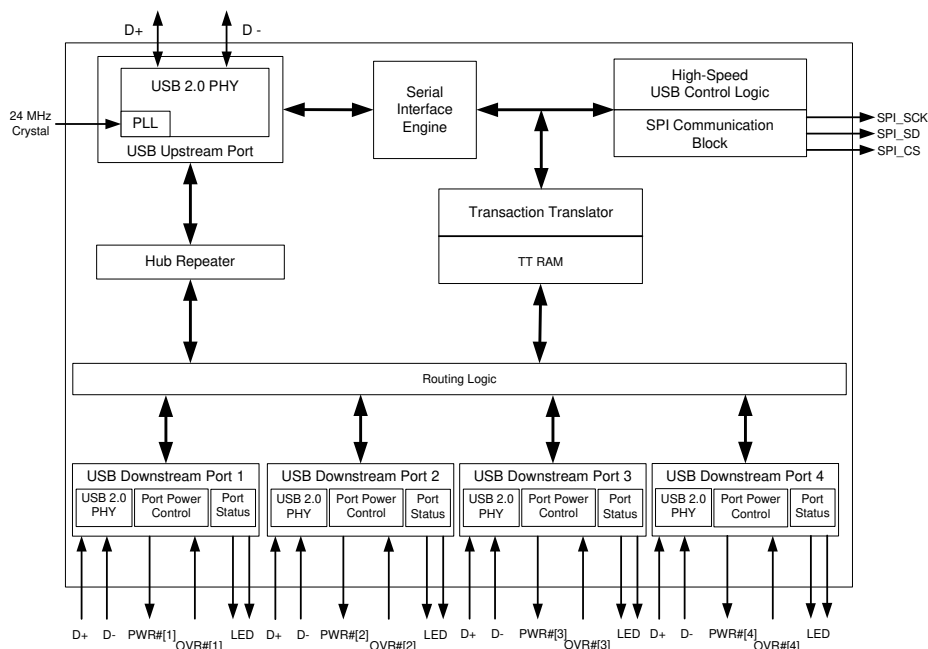 D+ D -
USB 2.0 PHY
PLL
USB Upstream Port
24 MHz
Crystal
Serial
Interface
Engine
High-Speed
USB Control Logic
SPI Communication
Block
SPI_SCK
SPI_SD
SPI_CS
Transaction Translator
TT RAM
Hub Repeater
Routing Logic
USB Downstream Port 1
USB 2.0
PHY
Port Power
Control
Port
Status
USB Downstream Port 2
USB 2.0
PHY
Port Power
Control
Port
Status
USB Downstream Port 3
USB 2.0
PHY
Port Power
Control
Port
Status
USB Downstream Port 4
USB 2.0
PHY
Port Power
Control
Port
Status
D+ D- PWR#[1] OVR#[1] LED
D+ D- PWR#[2] OVR#[2] LED
D+ D- PWR#[3] OVR#[3] LED
D+ D- PWR#[4] OVR#[4] LED